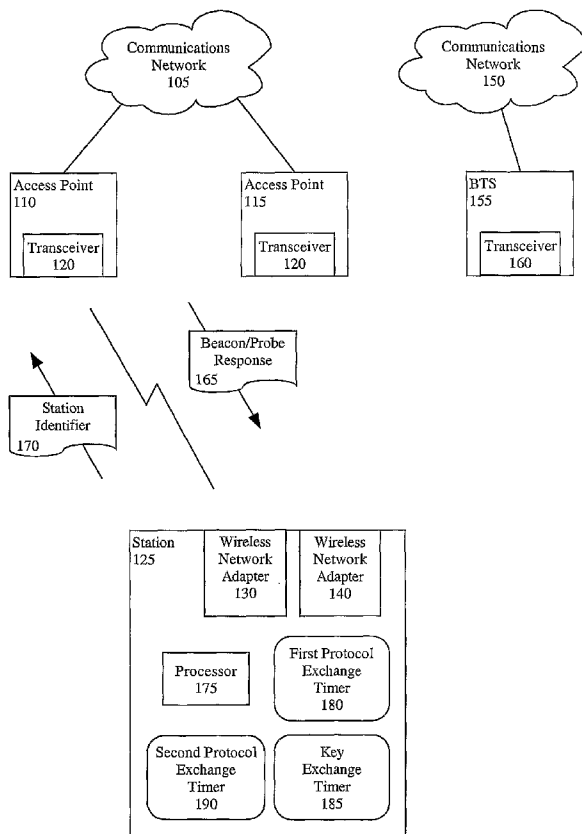 Communications
Network
105
Communications
Network
150
Access Point
110
Transceiver
120
Access Point
115
Transceiver
120
BTS
155
Transceiver
160
Beacon/Probe
Response
165
Station
Identifier
170
Station
125
Wireless
Network
Adapter
130
Wireless
Network
Adapter
140
Processor
175
First Protocol
Exchange
Timer
180
Second Protocol
Exchange
Timer
190
Key
Exchange
Timer
185